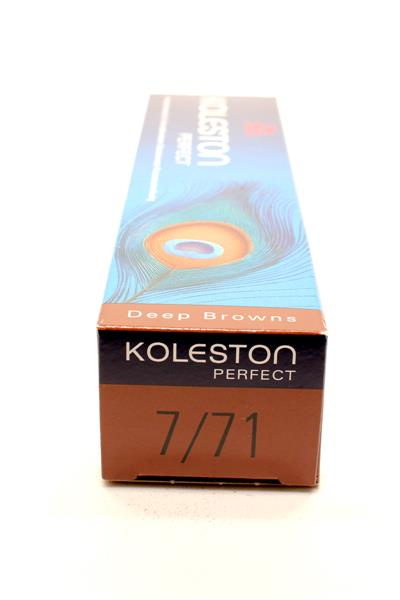 KOLESTON
PERFECT
Deep Browns
KOLESTON
PERFECT
7/71